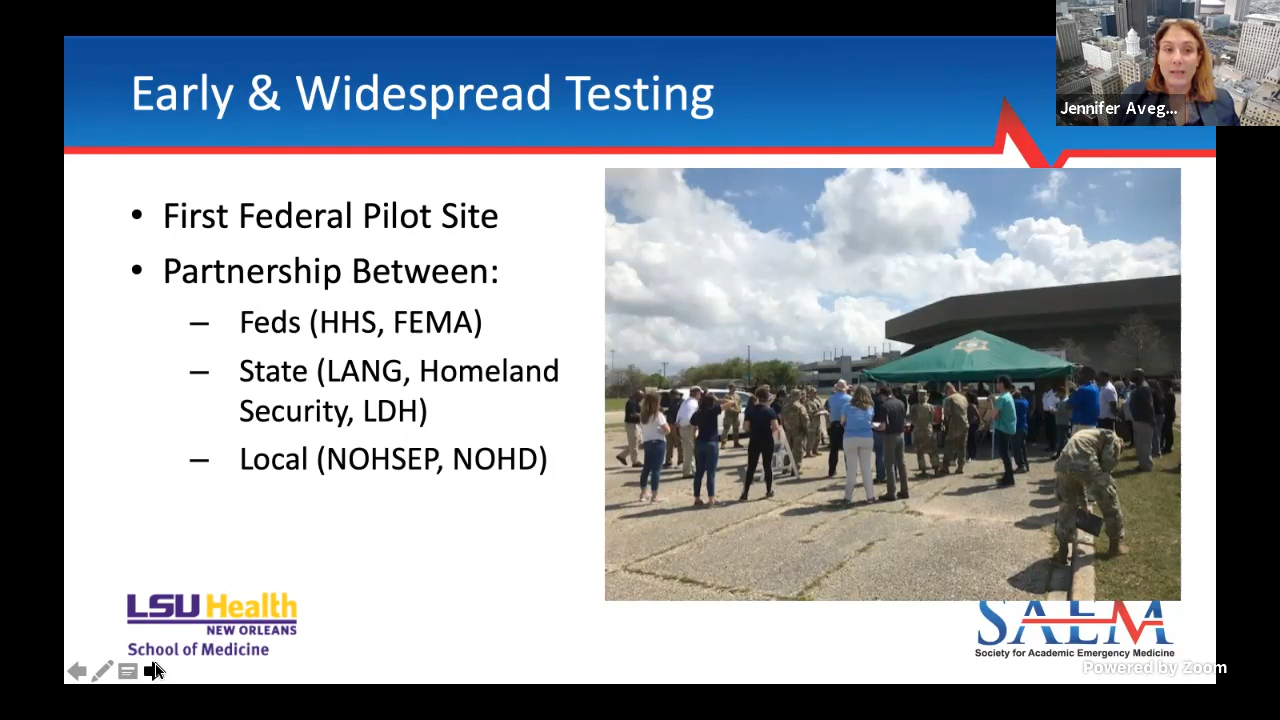 Early & Widespread Testing
Jennifer Aveg...
• First Federal Pilot Site
• Partnership Between:
– Feds (HHS, FEMA)
– State (LANG, Homeland
Security, LDH)
– Local (NOHSEP, NOHD)
LSU Health
NEW ORLEANS
School of Medicine
SAEM
Society for Academic Emergency Medicine
Powered by Zoom